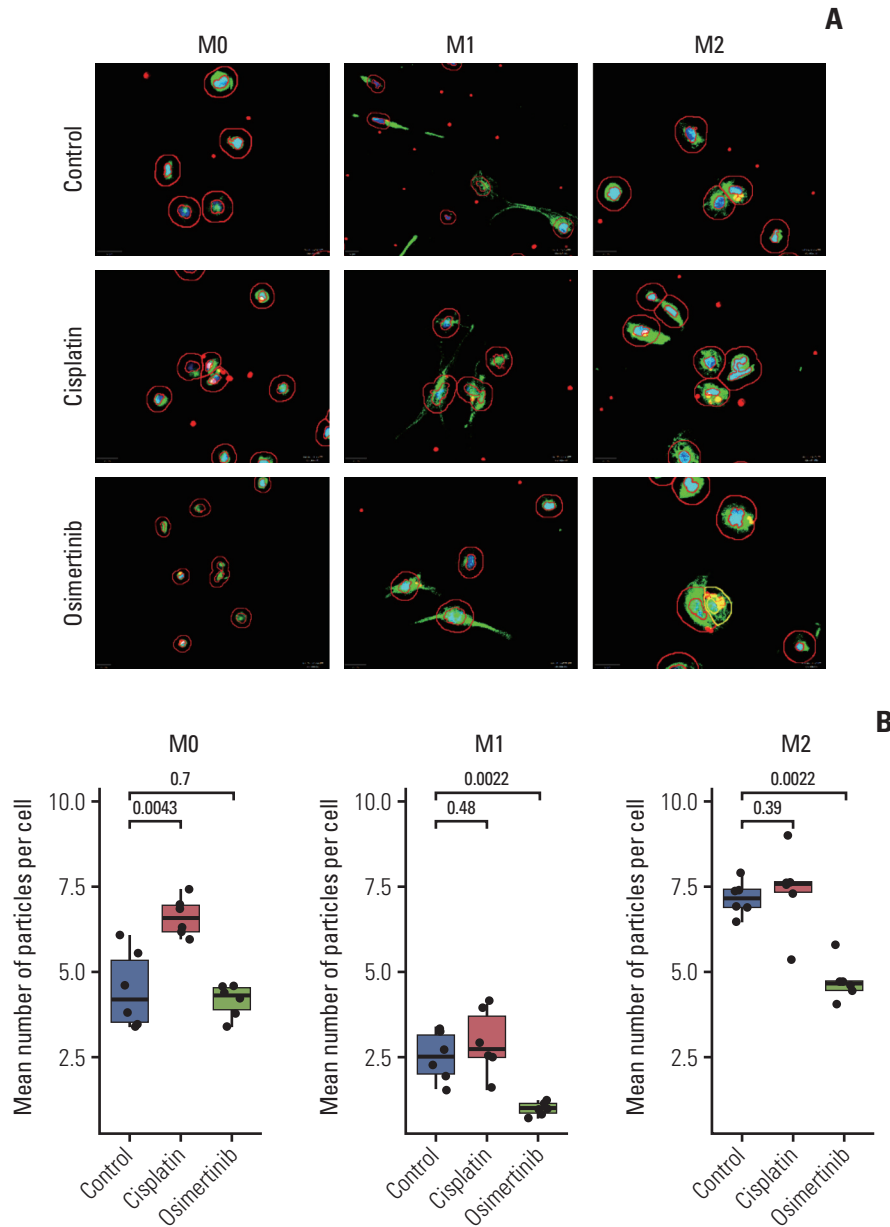 A
M0 M1 M2
Control
Cisplatin
Osimertinib
B
M0 M1 M2
0.7 0.0022 0.0022
0.0043 0.48 0.39
Mean number of particles per cell
10.0
7.5
5.0
2.5
Control
Cisplatin
Osimertinib
Mean number of particles per cell
10.0
7.5
5.0
2.5
Control
Cisplatin
Osimertinib
Mean number of particles per cell
10.0
7.5
5.0
2.5
Control
Cisplatin
Osimertinib